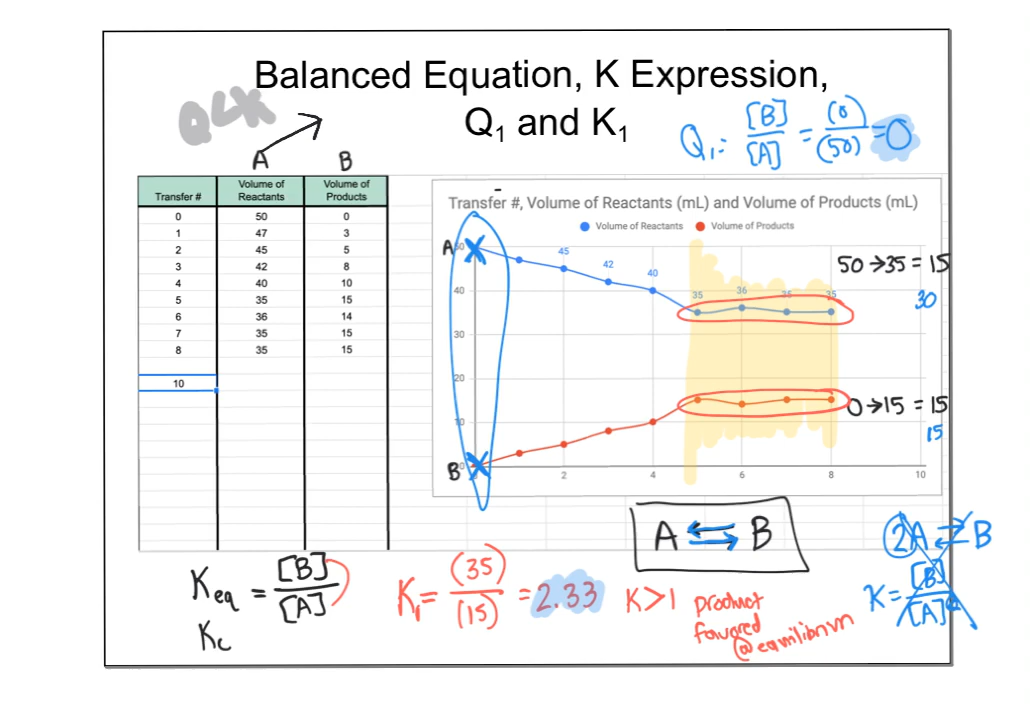 Balanced Equation, K Expression,
Q₁ and K₁
Q<K
Q₁ = [B]/[A] = (0)/(50) = 0
A B
Transfer # Volume of Reactants Volume of Products
0 50 0
1 47 3
2 45 5
3 42 8
4 40 10
5 35 15
6 36 14
7 35 15
8 35 15
10
Transfer #, Volume of Reactants (mL) and Volume of Products (mL)
Volume of Reactants Volume of Products
A 50
45
42
40
35
36
35
35
40
30
20
10
B 0
2 4 6 8 10
50 → 35 = 15
30
0 → 15 = 15
15
A ⇌ B
2A ⇌ B
K = [B]/[A]²
Keq = [B]/[A]
Kc
K₁ = (35)/(15) = 2.33
K>1 product
favored
@ equilibrium